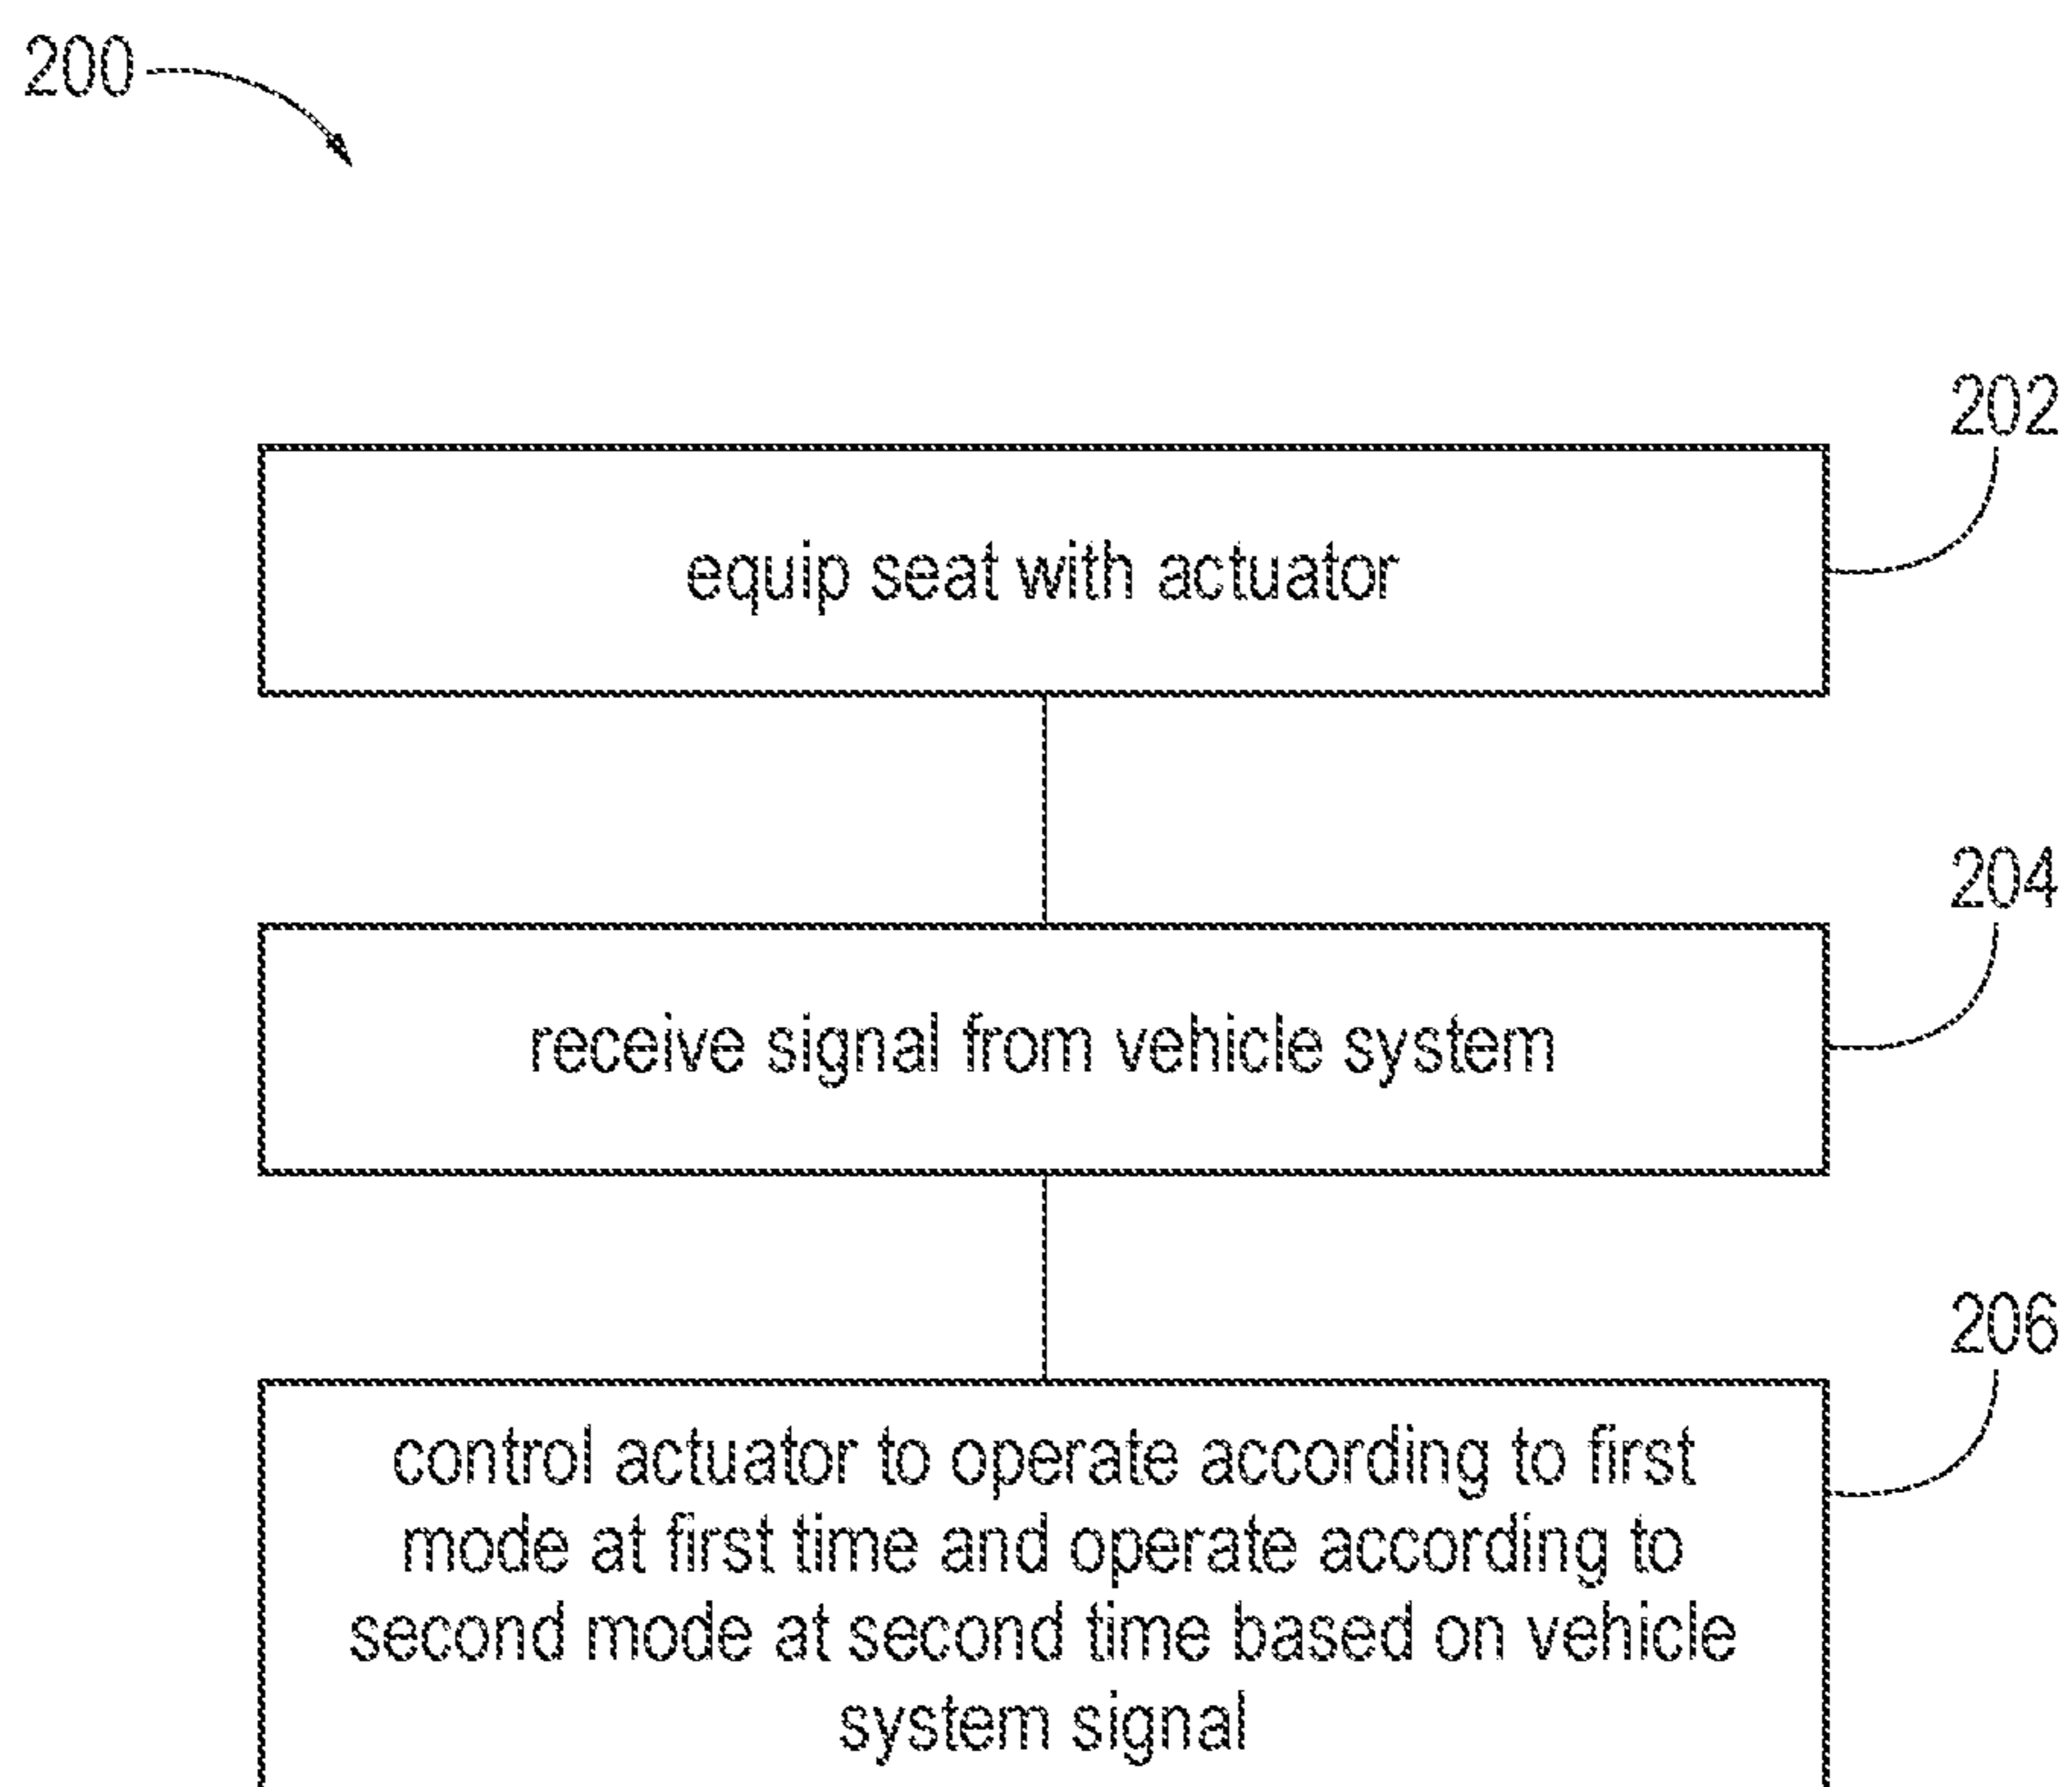 200
202
equip seat with actuator
204
receive signal from vehicle system
206
control actuator to operate according to first
mode at first time and operate according to
second mode at second time based on vehicle
system signal